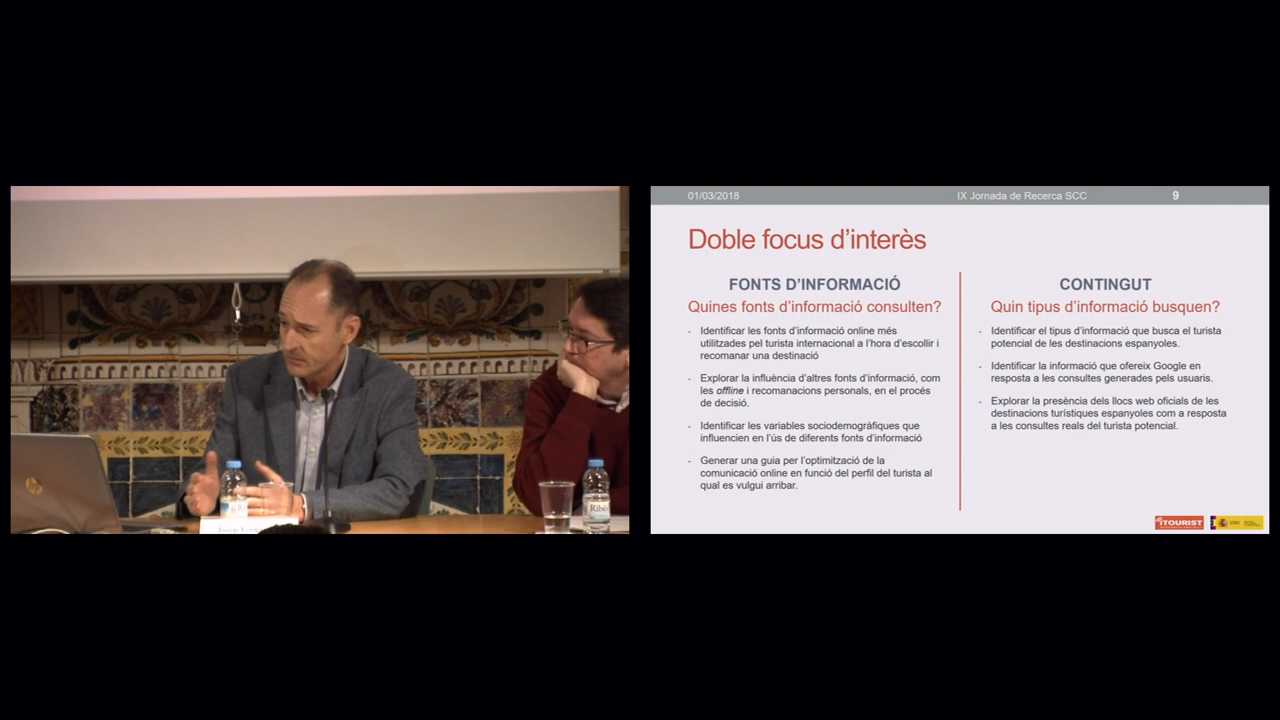 01/03/2018 IX Jornada de Recerca SCC 9
Doble focus d'interès
FONTS D'INFORMACIÓ
Quines fonts d'informació consulten?
- Identificar les fonts d'informació online més
utilitzades pel turista internacional a l'hora d'escollir i
recomanar una destinació
- Explorar la influència d'altres fonts d'informació, com
les offline i recomanacions personals, en el procés
de decisió.
- Identificar les variables sociodemogràfiques que
influencien en l'ús de diferents fonts d'informació
- Generar una guia per l'optimització de la
comunicació online en funció del perfil del turista al
qual es vulgui arribar.
CONTINGUT
Quin tipus d'informació busquen?
- Identificar el tipus d'informació que busca el turista
potencial de les destinacions espanyoles.
- Identificar la informació que ofereix Google en
resposta a les consultes generades pels usuaris.
- Explorar la presència dels llocs web oficials de les
destinacions turístiques espanyoles com a resposta
a les consultes reals del turista potencial.
ITOURIST
Ribes
Josep